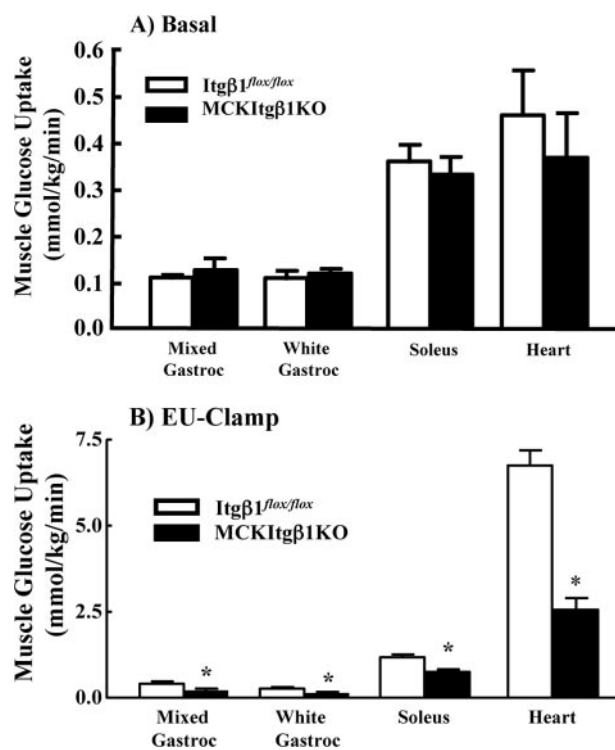 A) Basal
Itgβ1flox/flox
MCKItgβ1KO
Muscle Glucose Uptake
(mmol/kg/min)
0.6
0.5
0.4
0.3
0.2
0.1
0.0
Mixed
Gastroc
White
Gastroc
Soleus
Heart
B) EU-Clamp
Itgβ1flox/flox
MCKItgβ1KO
Muscle Glucose Uptake
(mmol/kg/min)
7.5
5.0
2.5
0.0
*
*
*
*
Mixed
Gastroc
White
Gastroc
Soleus
Heart